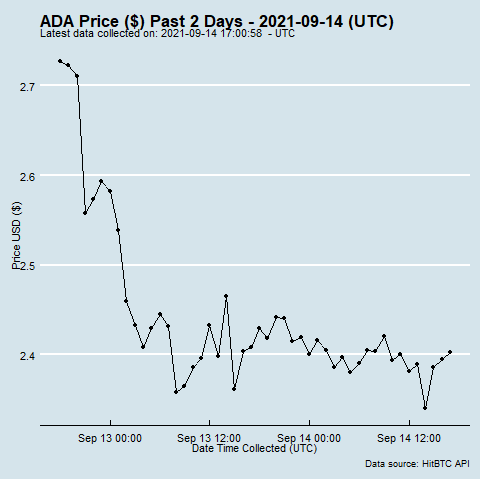 ADA Price ($) Past 2 Days - 2021-09-14 (UTC)
Latest data collected on: 2021-09-14 17:00:58 - UTC
2.7
2.6
2.5
2.4
Price USD ($)
Sep 13 00:00 Sep 13 12:00 Sep 14 00:00 Sep 14 12:00
Date Time Collected (UTC)
Data source: HitBTC API